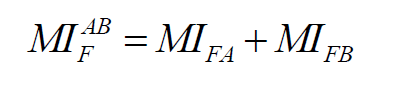 MI_F^{AB} = MI_{FA} + MI_{FB}